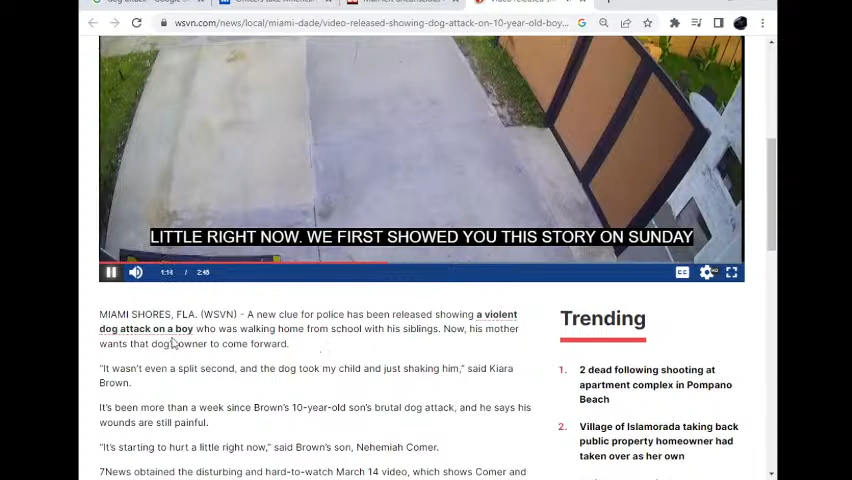 wsvn.com/news/local/miami-dade/video-released-showing-dog-attack-on-10-year-old-boy...
LITTLE RIGHT NOW. WE FIRST SHOWED YOU THIS STORY ON SUNDAY
1:14 / 2:45
CC
MIAMI SHORES, FLA. (WSVN) - A new clue for police has been released showing a violent
dog attack on a boy who was walking home from school with his siblings. Now, his mother
wants that dog owner to come forward.
“It wasn’t even a split second, and the dog took my child and just shaking him,” said Kiara
Brown.
It’s been more than a week since Brown’s 10-year-old son’s brutal dog attack, and he says his
wounds are still painful.
“It’s starting to hurt a little right now,” said Brown’s son, Nehemiah Comer.
7News obtained the disturbing and hard-to-watch March 14 video, which shows Comer and
Trending
1. 2 dead following shooting at
apartment complex in Pompano
Beach
2. Village of Islamorada taking back
public property homeowner had
taken over as her own